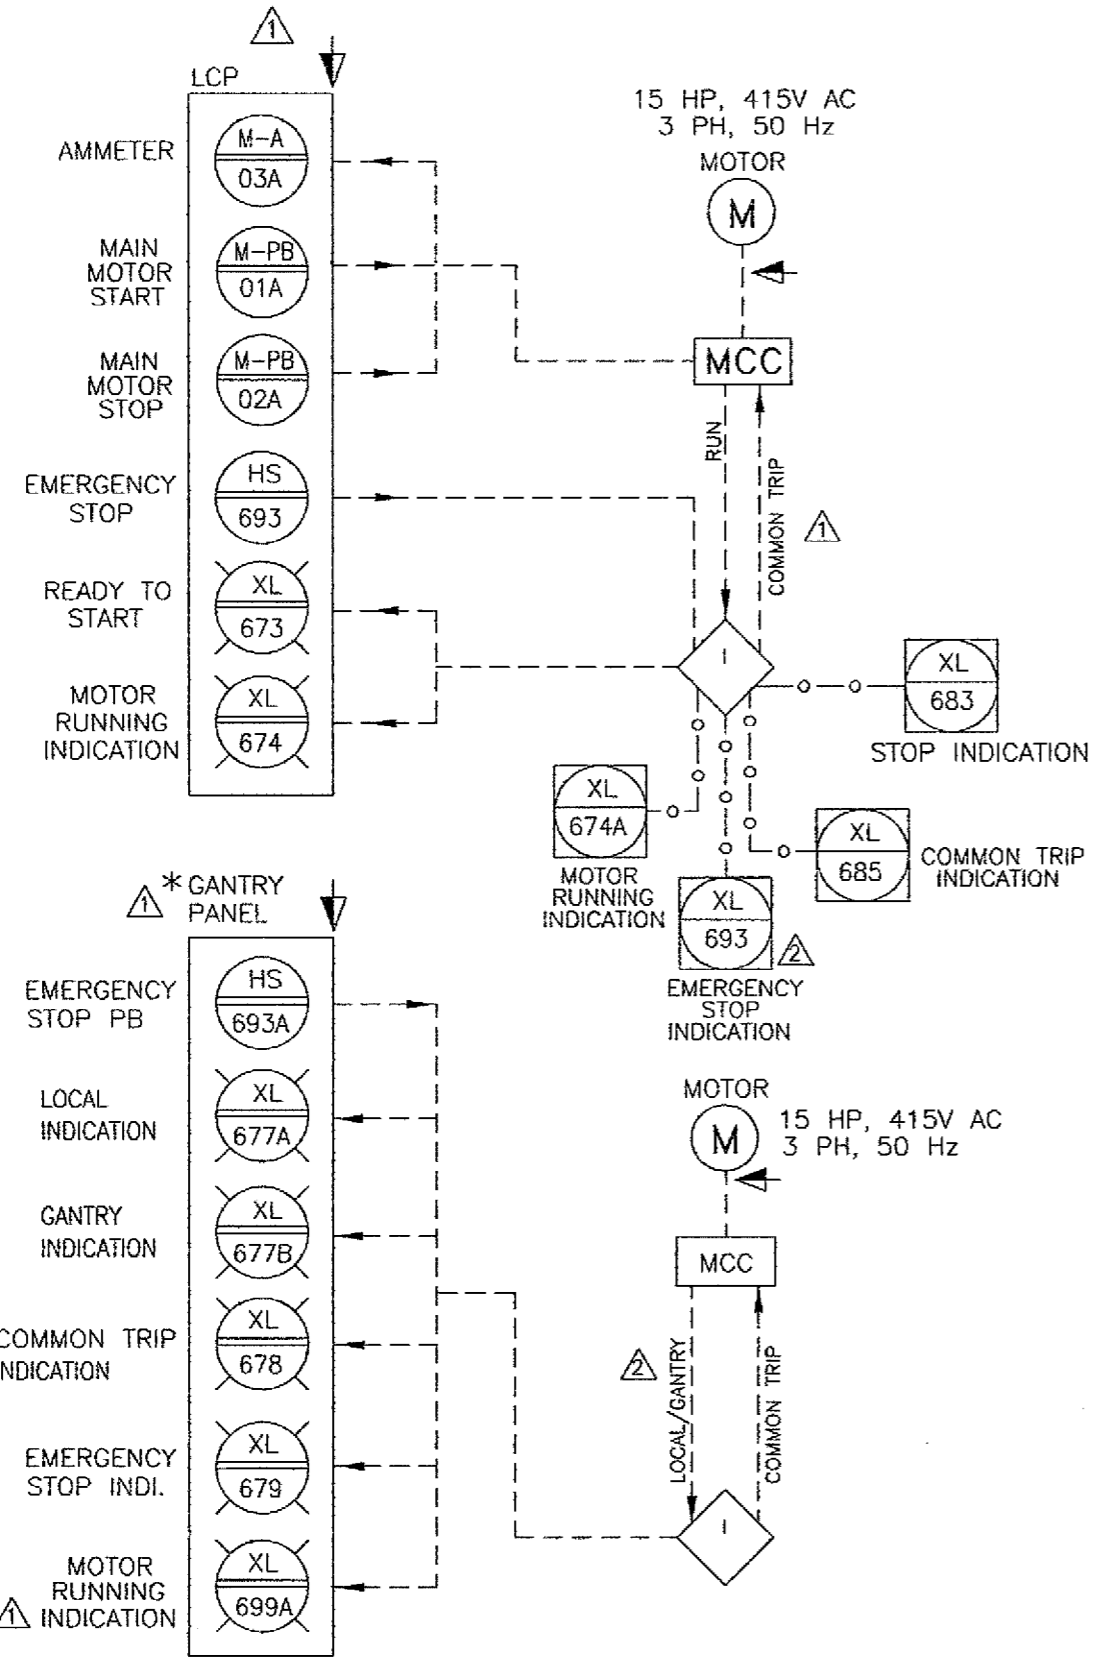 1
LCP
AMMETER
M-A
03A
MAIN
MOTOR
START
M-PB
01A
MAIN
MOTOR
STOP
M-PB
02A
EMERGENCY
STOP
HS
693
READY TO
START
XL
673
MOTOR
RUNNING
INDICATION
XL
674
15 HP, 415V AC
3 PH, 50 Hz
MOTOR
M
MCC
RUN
COMMON TRIP
1
I
XL
683
STOP INDICATION
XL
674A
MOTOR
RUNNING
INDICATION
XL
685
COMMON TRIP
INDICATION
XL
693
2
EMERGENCY
STOP
INDICATION
1
* GANTRY
PANEL
EMERGENCY
STOP PB
HS
693A
LOCAL
INDICATION
XL
677A
GANTRY
INDICATION
XL
677B
COMMON TRIP
INDICATION
XL
678
EMERGENCY
STOP INDI.
XL
679
MOTOR
RUNNING
1 INDICATION
XL
699A
MOTOR
M
15 HP, 415V AC
3 PH, 50 Hz
MCC
2
LOCAL/GANTRY
COMMON TRIP
I